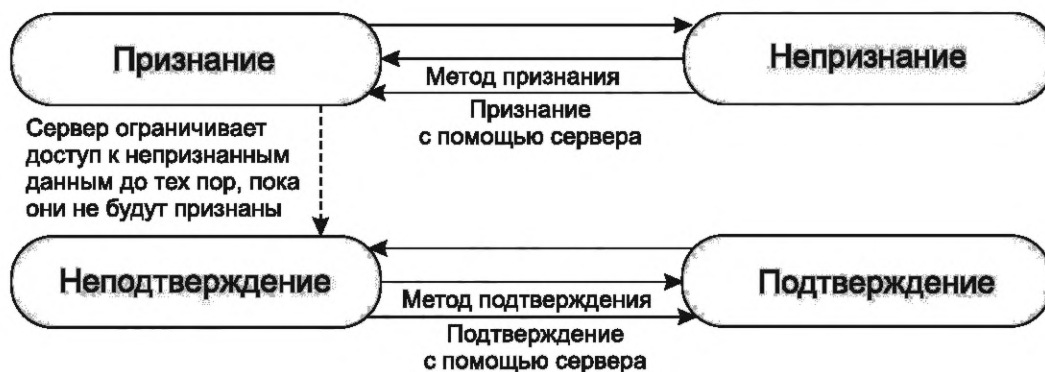 Признание
Непризнание
Метод признания
Признание
с помощью сервера
Сервер ограничивает
доступ к непризнанным
данным до тех пор, пока
они не будут признаны
Неподтверждение
Подтверждение
Метод подтверждения
Подтверждение
с помощью сервера